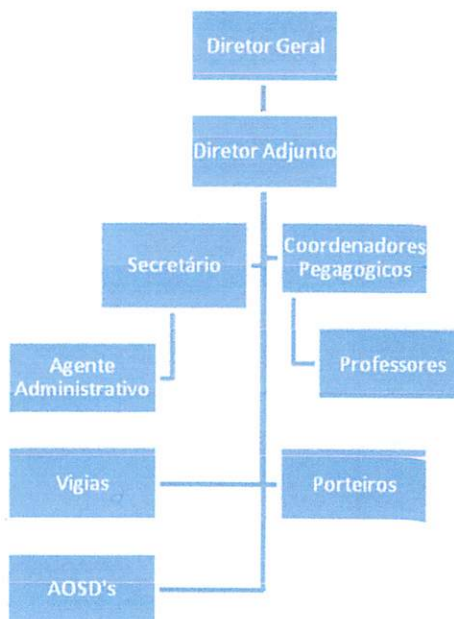 Diretor Geral
Diretor Adjunto
Secretário
Coordenadores
Pegagogicos
Agente
Administrativo
Professores
Vigias
Porteiros
AOSD's